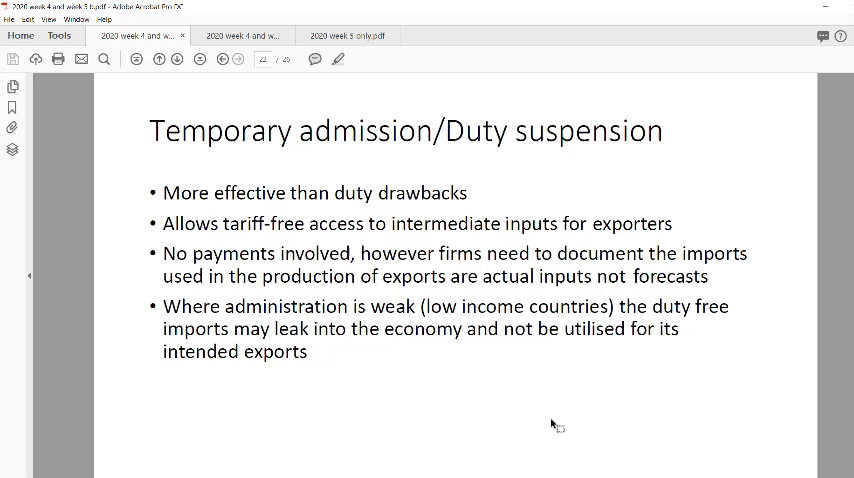 2020 week 4 and week 5 b.pdf - Adobe Acrobat Pro DC
File Edit View Window Help
Home Tools 2020 week 4 and w... × 2020 week 4 and w... 2020 week 5 only.pdf
22 / 26
Temporary admission/Duty suspension
• More effective than duty drawbacks
• Allows tariff-free access to intermediate inputs for exporters
• No payments involved, however firms need to document the imports
used in the production of exports are actual inputs not forecasts
• Where administration is weak (low income countries) the duty free
imports may leak into the economy and not be utilised for its
intended exports